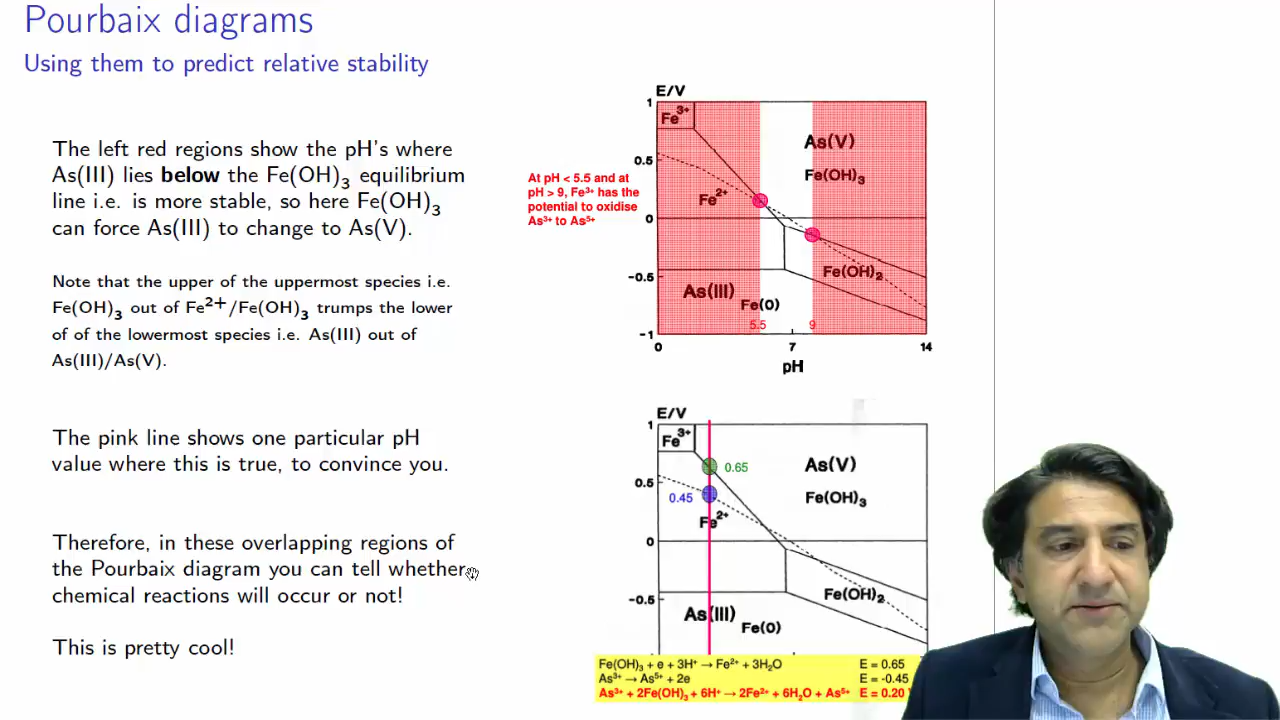 Pourbaix diagrams
Using them to predict relative stability
The left red regions show the pH's where
As(III) lies below the Fe(OH)₃ equilibrium
line i.e. is more stable, so here Fe(OH)₃
can force As(III) to change to As(V).
Note that the upper of the uppermost species i.e.
Fe(OH)₃ out of Fe²⁺/Fe(OH)₃ trumps the lower
of of the lowermost species i.e. As(III) out of
As(III)/As(V).
The pink line shows one particular pH
value where this is true, to convince you.
Therefore, in these overlapping regions of
the Pourbaix diagram you can tell whether
chemical reactions will occur or not!
This is pretty cool!
At pH < 5.5 and at
pH > 9, Fe³⁺ has the
potential to oxidise
As³⁺ to As⁵⁺
E/V
1
Fe³⁺
As(V)
0.5
Fe(OH)₃
Fe²⁺
0
Fe(OH)₂
-0.5
As(III)
Fe(0)
5.5
9
-1
0
7
14
pH
E/V
1
Fe³⁺
As(V)
0.65
0.5
0.45
Fe(OH)₃
Fe²⁺
0
Fe(OH)₂
-0.5
As(III)
Fe(0)
Fe(OH)₃ + e + 3H⁺ → Fe²⁺ + 3H₂O E = 0.65
As³⁺ → As⁵⁺ + 2e E = -0.45
As³⁺ + 2Fe(OH)₃ + 6H⁺ → 2Fe²⁺ + 6H₂O + As⁵⁺ E = 0.20